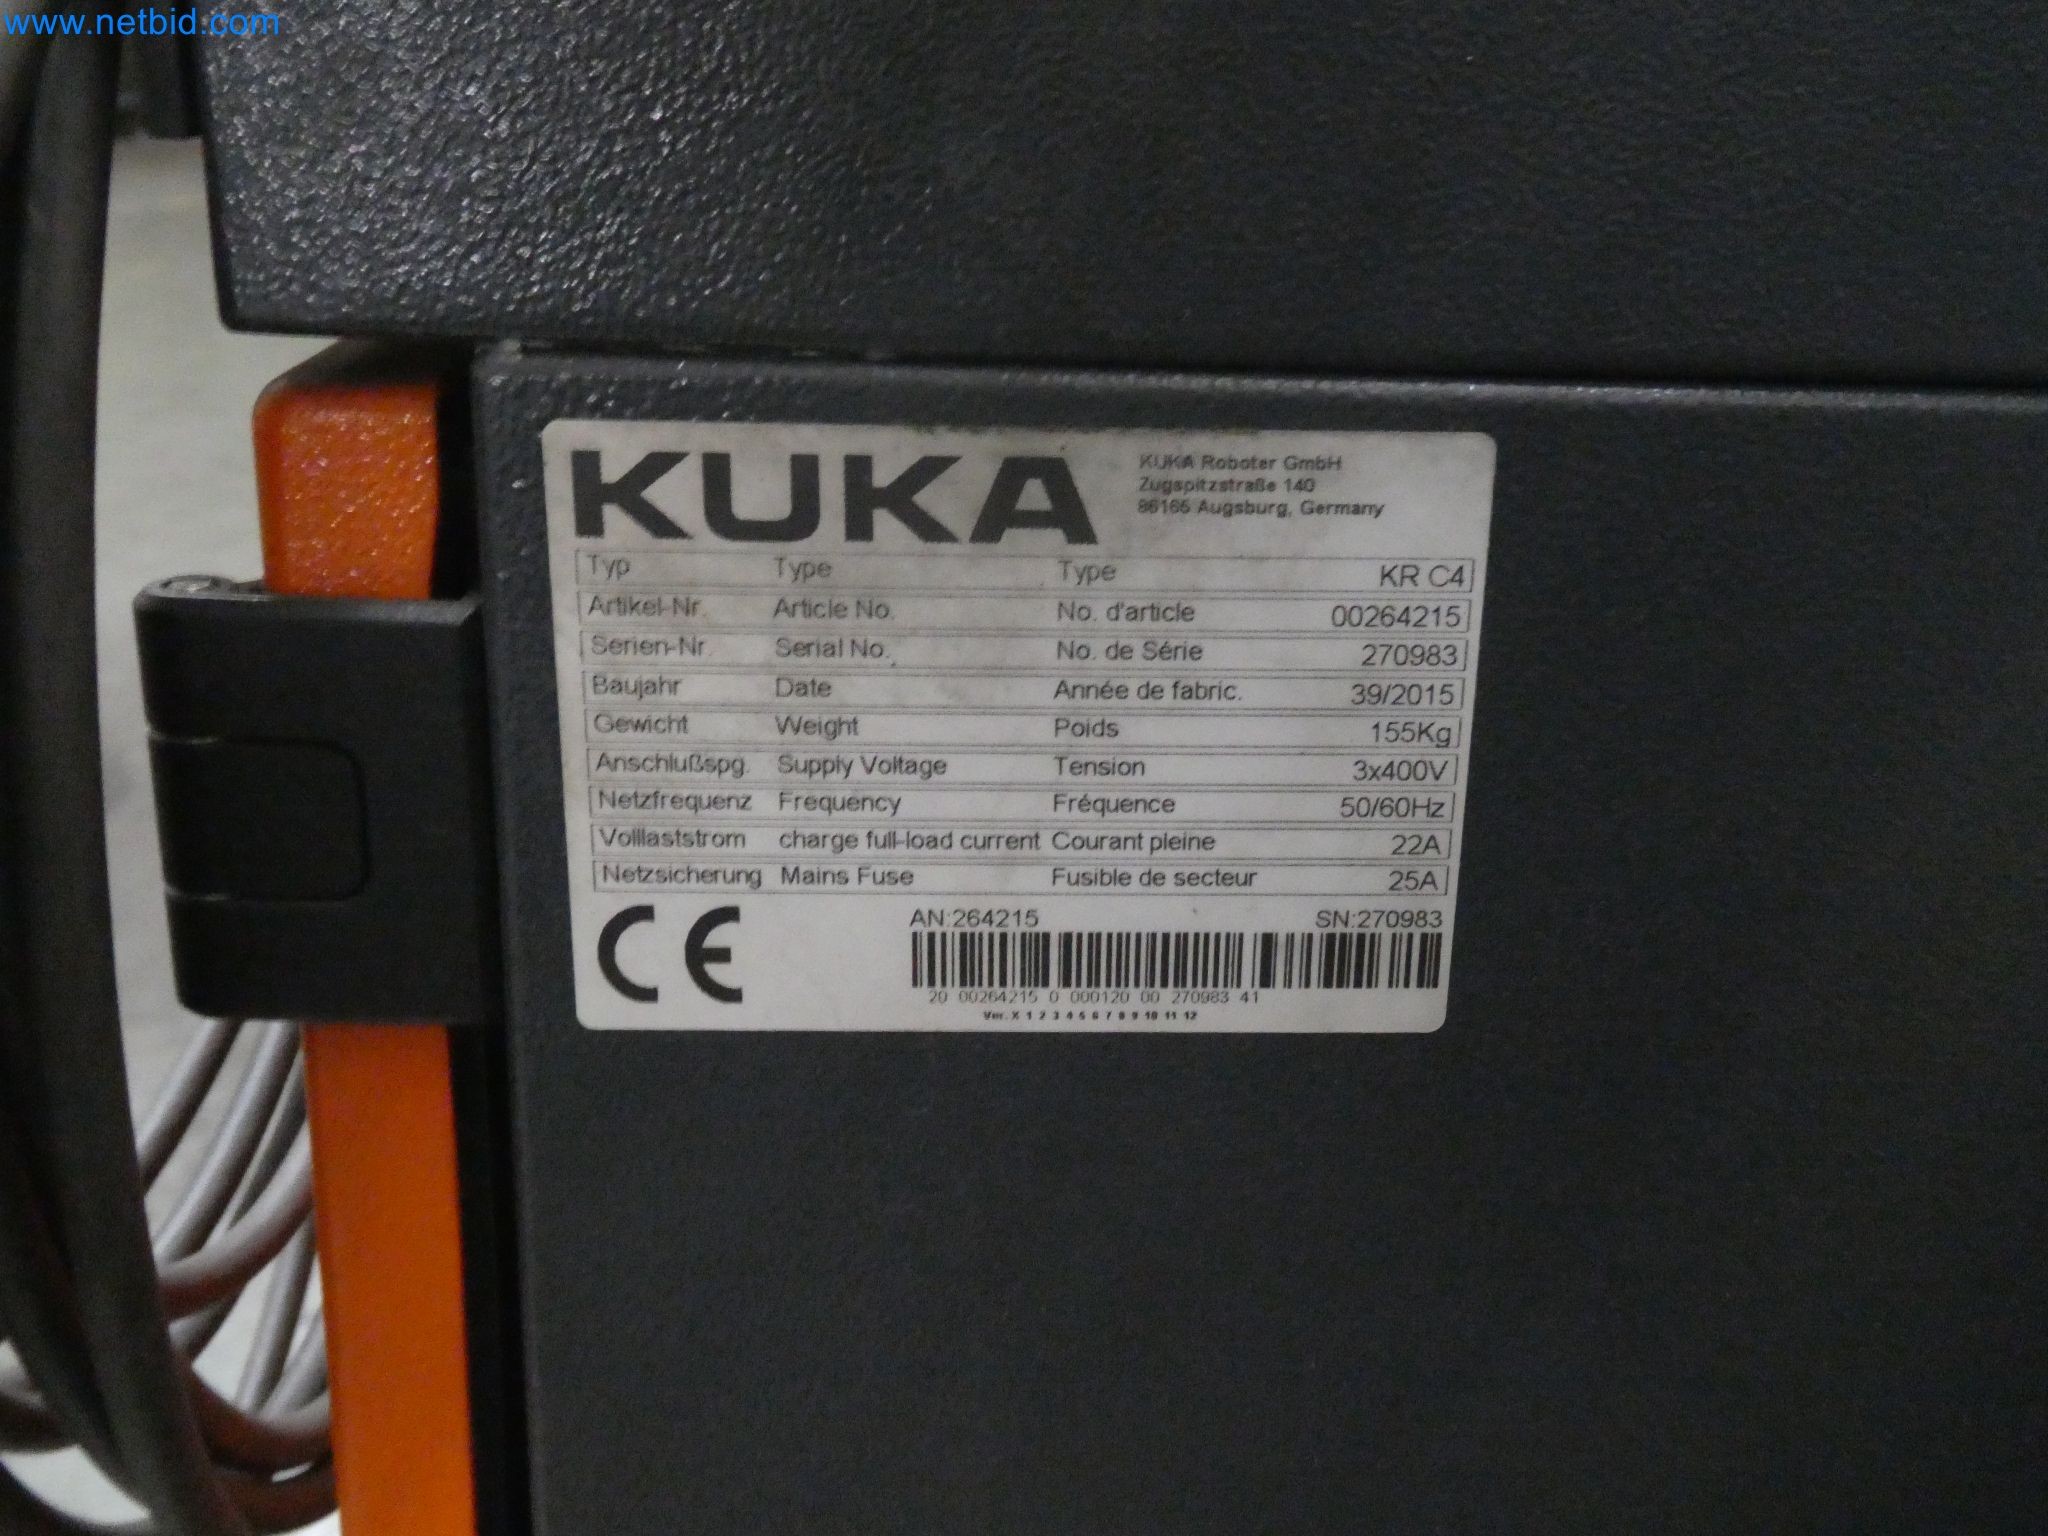 www.netbid.com
KUKA
KUKA Roboter GmbH
Zugspitzstraße 140
86165 Augsburg, Germany
Typ Type Type KR C4
Artikel-Nr. Article No. No. d'article 00264215
Serien-Nr. Serial No. No. de Série 270983
Baujahr Date Année de fabric. 39/2015
Gewicht Weight Poids 155Kg
Anschlußspg. Supply Voltage Tension 3x400V
Netzfrequenz Frequency Fréquence 50/60Hz
Volllaststrom charge full-load current Courant pleine 22A
Netzsicherung Mains Fuse Fusible de secteur 25A
CE
AN:264215 SN:270983
20 00264215 0 000120 00 270983 41
Ver. X 1 2 3 4 5 6 7 8 9 10 11 12